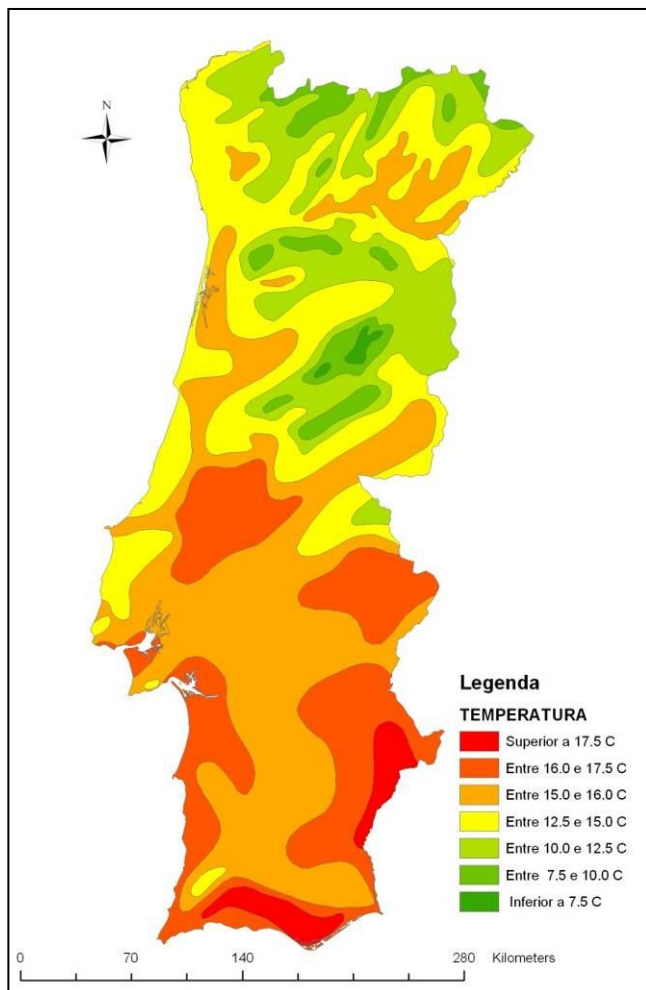 N
Legenda
TEMPERATURA
Superior a 17.5 C
Entre 16.0 e 17.5 C
Entre 15.0 e 16.0 C
Entre 12.5 e 15.0 C
Entre 10.0 e 12.5 C
Entre 7.5 e 10.0 C
Inferior a 7.5 C
0 70 140 280 Kilometers